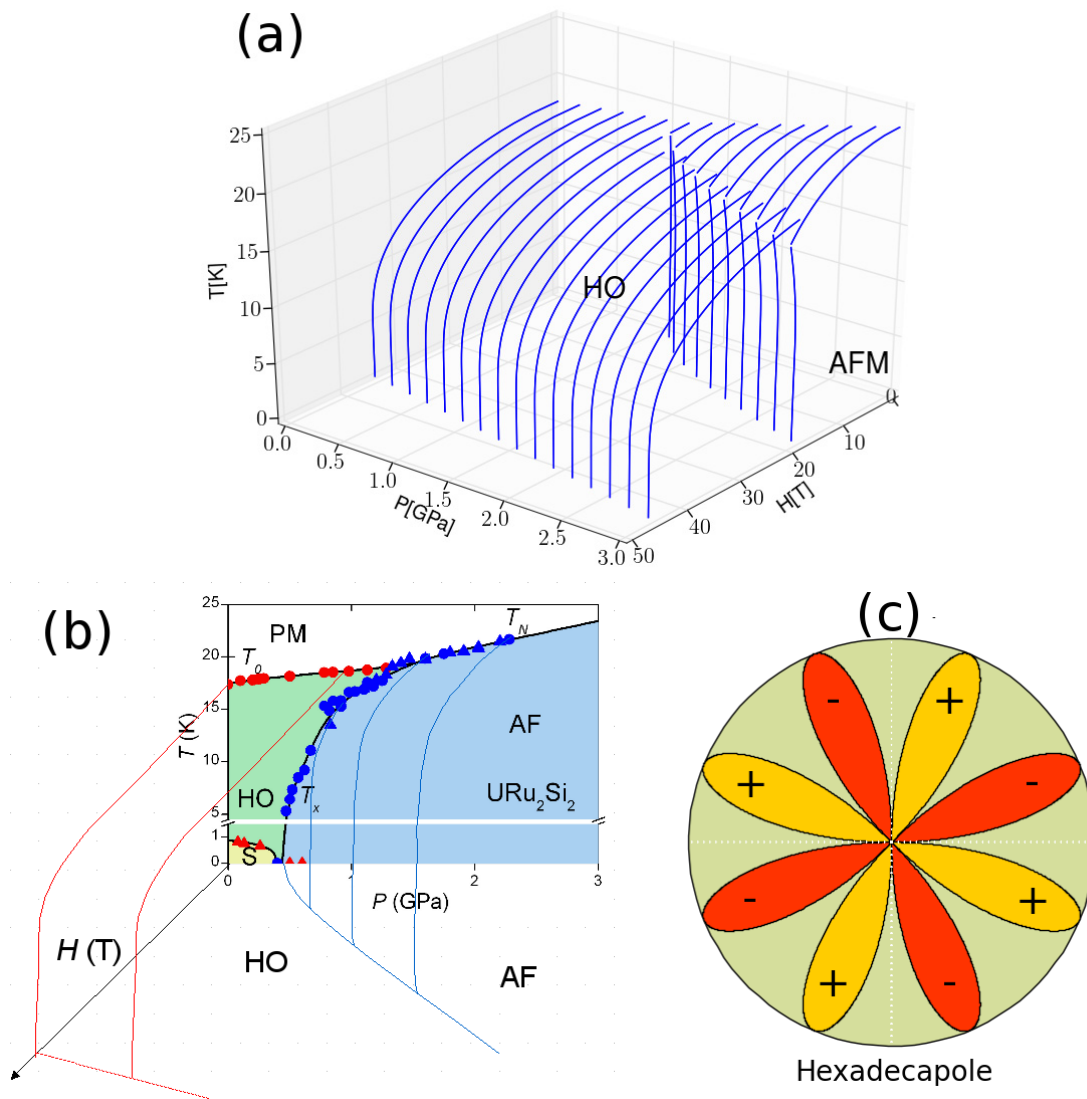 (a)
25
20
15
10
5
0
T[K]
0.0
0.5
1.0
1.5
2.0
2.5
3.0
P[GPa]
50
40
30
20
10
0
H[T]
HO
AFM
(b)
25
20
15
10
5
1
0
T (K)
PM
T₀
T_N
AF
URu₂Si₂
HO
T_x
S
0
1
2
3
P (GPa)
H (T)
HO
AF
(c)
-
+
+
-
-
+
+
-
Hexadecapole